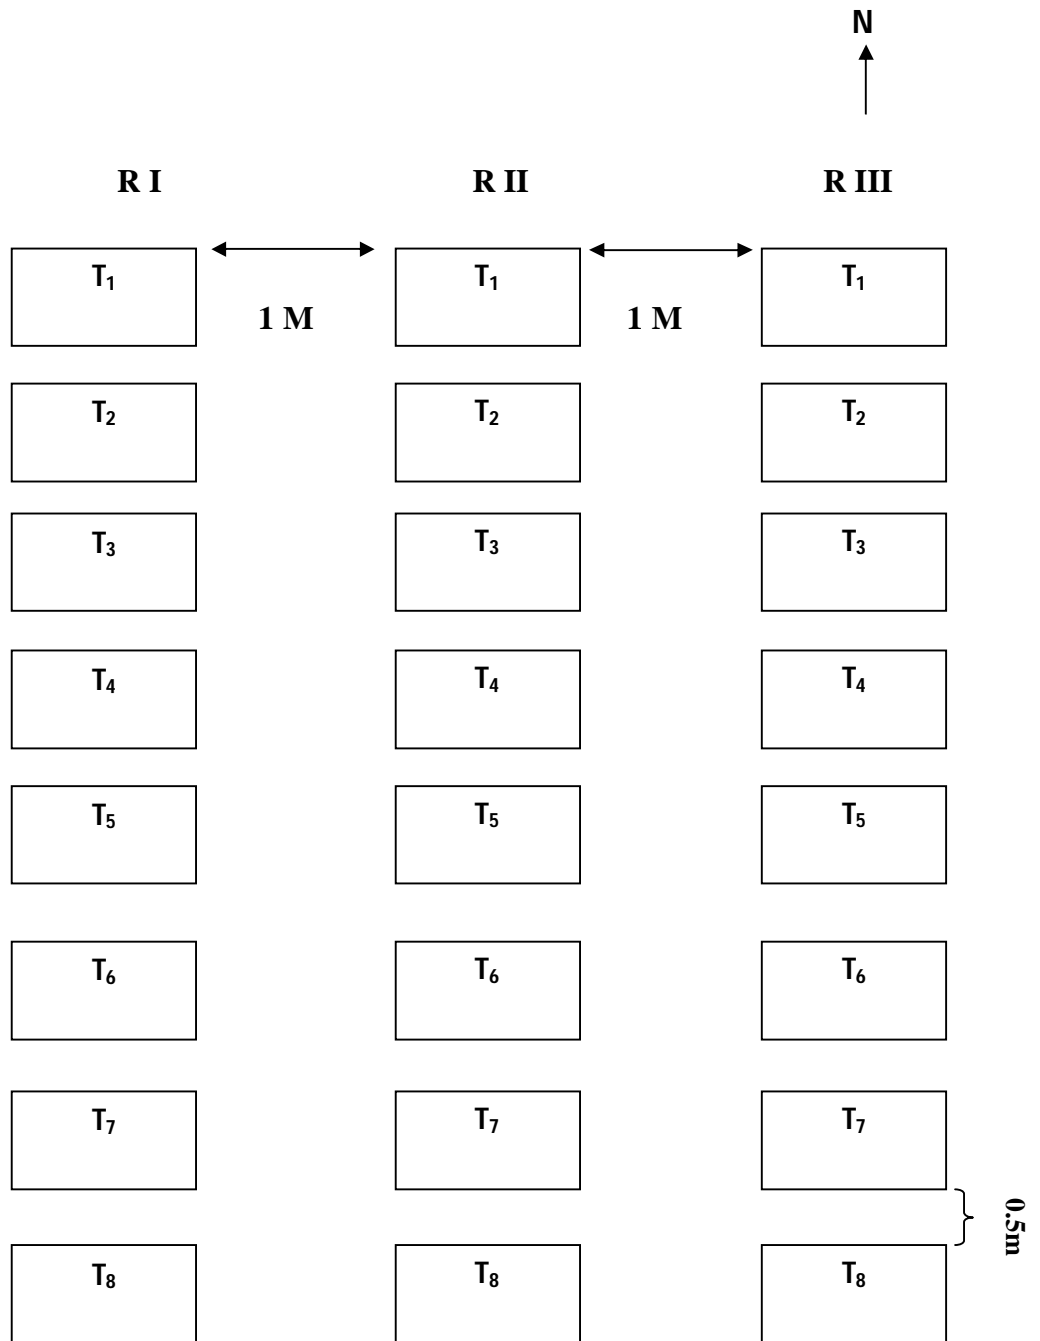 N
R I R II R III
T₁ T₁ T₁
1 M 1 M
T₂ T₂ T₂
T₃ T₃ T₃
T₄ T₄ T₄
T₅ T₅ T₅
T₆ T₆ T₆
T₇ T₇ T₇
0.5m
T₈ T₈ T₈